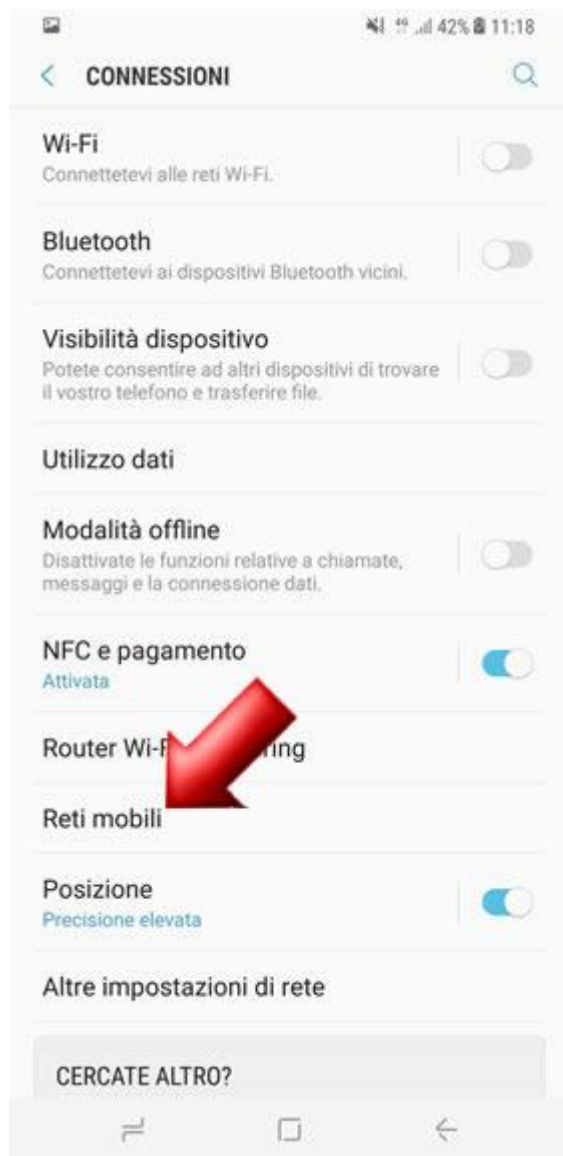 42% 11:18
CONNESSIONI
Wi-Fi
Connettetevi alle reti Wi-Fi.
Bluetooth
Connettetevi ai dispositivi Bluetooth vicini.
Visibilità dispositivo
Potete consentire ad altri dispositivi di trovare
il vostro telefono e trasferire file.
Utilizzo dati
Modalità offline
Disattivate le funzioni relative a chiamate,
messaggi e la connessione dati.
NFC e pagamento
Attivata
Router Wi-F ring
Reti mobili
Posizione
Precisione elevata
Altre impostazioni di rete
CERCATE ALTRO?